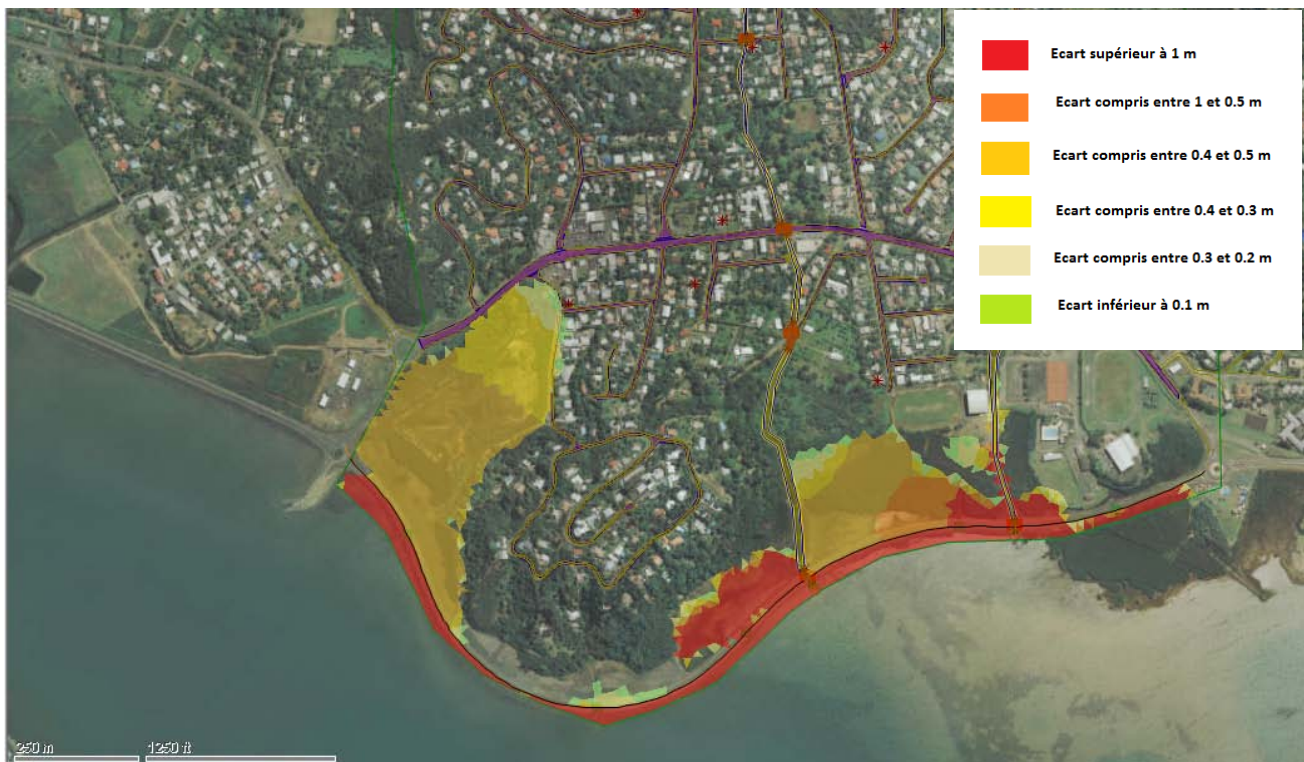 Ecart supérieur à 1 m
Ecart compris entre 1 et 0.5 m
Ecart compris entre 0.4 et 0.5 m
Ecart compris entre 0.4 et 0.3 m
Ecart compris entre 0.3 et 0.2 m
Ecart inférieur à 0.1 m
250 m
1250 ft